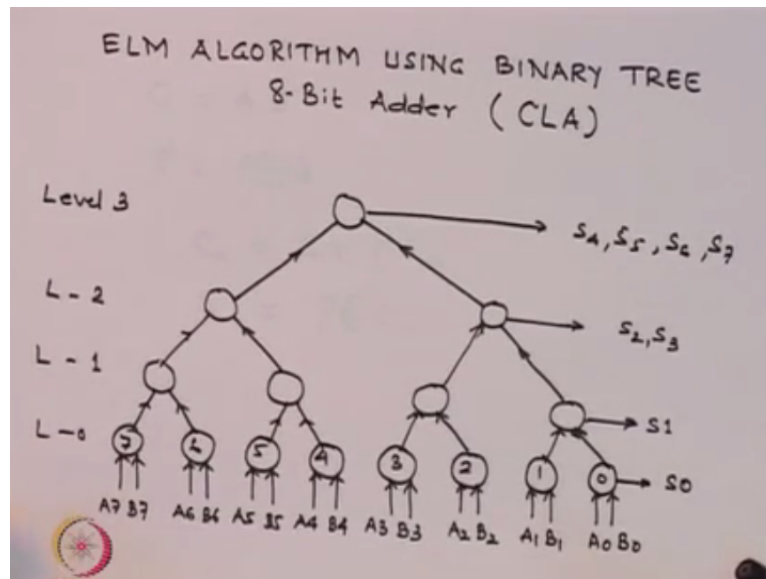 ELM ALGORITHM USING BINARY TREE
8-Bit Adder (CLA)
Level 3
S4, S5, S6, S7
L - 2
S2, S3
L - 1
S1
L - 0
7 6 5 4 3 2 1 0
S0
A7 B7 A6 B6 A5 B5 A4 B4 A3 B3 A2 B2 A1 B1 A0 B0